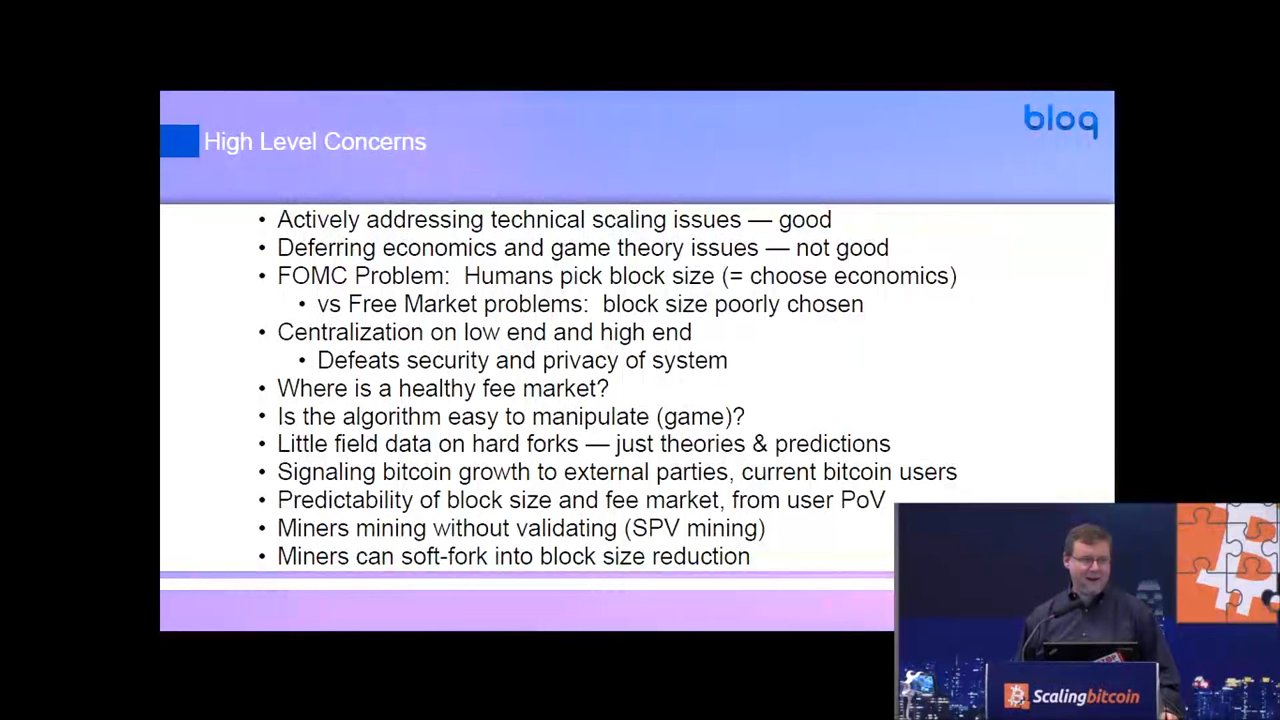 bloq
High Level Concerns
• Actively addressing technical scaling issues — good
• Deferring economics and game theory issues — not good
• FOMC Problem:  Humans pick block size (= choose economics)
• vs Free Market problems:  block size poorly chosen
• Centralization on low end and high end
• Defeats security and privacy of system
• Where is a healthy fee market?
• Is the algorithm easy to manipulate (game)?
• Little field data on hard forks — just theories & predictions
• Signaling bitcoin growth to external parties, current bitcoin users
• Predictability of block size and fee market, from user PoV
• Miners mining without validating (SPV mining)
• Miners can soft-fork into block size reduction
Scalingbitcoin